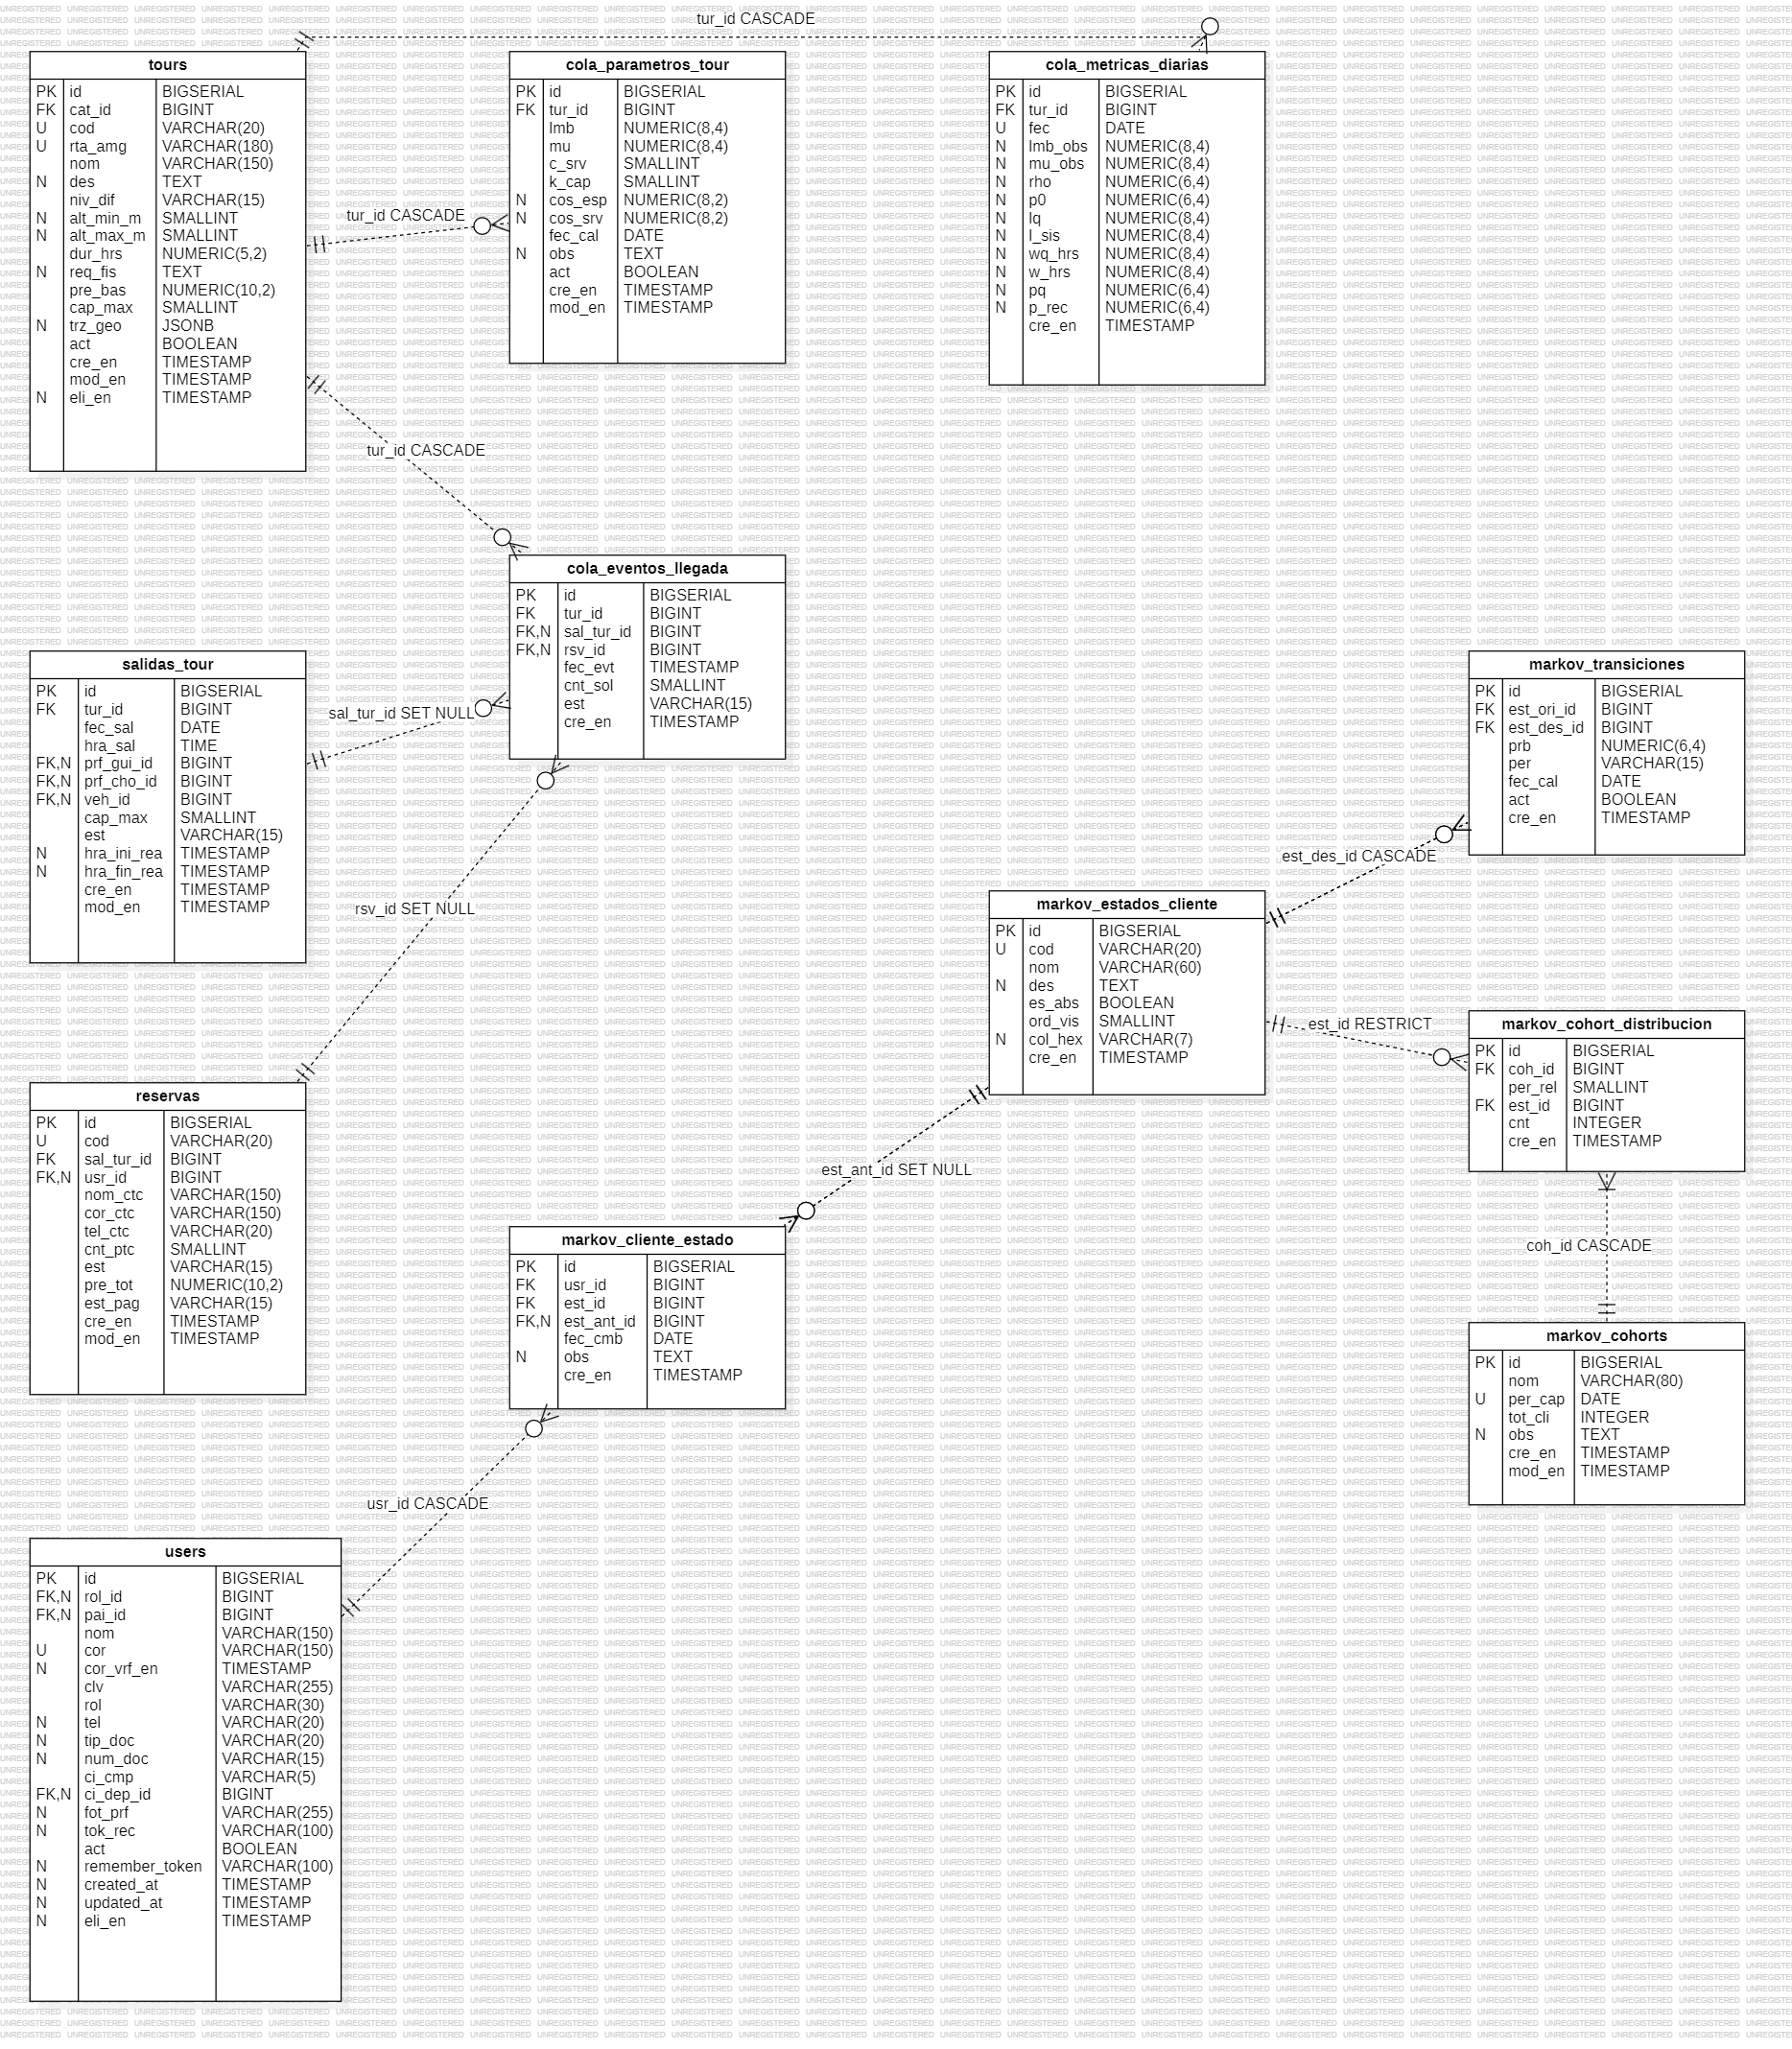 tur_id CASCADE
tours
PK id BIGSERIAL
FK cat_id BIGINT
U cod VARCHAR(20)
U rta_amg VARCHAR(180)
nom VARCHAR(150)
N des TEXT
niv_dif VARCHAR(15)
N alt_min_m SMALLINT
N alt_max_m SMALLINT
dur_hrs NUMERIC(5,2)
N req_fis TEXT
pre_bas NUMERIC(10,2)
cap_max SMALLINT
N trz_geo JSONB
act BOOLEAN
cre_en TIMESTAMP
mod_en TIMESTAMP
N eli_en TIMESTAMP
tur_id CASCADE
cola_parametros_tour
PK id BIGSERIAL
FK tur_id BIGINT
lmb NUMERIC(8,4)
mu NUMERIC(8,4)
c_srv SMALLINT
k_cap SMALLINT
N cos_esp NUMERIC(8,2)
N cos_srv NUMERIC(8,2)
fec_cal DATE
N obs TEXT
act BOOLEAN
cre_en TIMESTAMP
mod_en TIMESTAMP
cola_metricas_diarias
PK id BIGSERIAL
FK tur_id BIGINT
U fec DATE
N lmb_obs NUMERIC(8,4)
N mu_obs NUMERIC(8,4)
N rho NUMERIC(6,4)
N p0 NUMERIC(6,4)
N lq NUMERIC(8,4)
N l_sis NUMERIC(8,4)
N wq_hrs NUMERIC(8,4)
N w_hrs NUMERIC(8,4)
N pq NUMERIC(6,4)
N p_rec NUMERIC(6,4)
cre_en TIMESTAMP
tur_id CASCADE
cola_eventos_llegada
PK id BIGSERIAL
FK tur_id BIGINT
FK,N sal_tur_id BIGINT
FK,N rsv_id BIGINT
fec_evt TIMESTAMP
cnt_sol SMALLINT
est VARCHAR(15)
cre_en TIMESTAMP
salidas_tour
PK id BIGSERIAL
FK tur_id BIGINT
fec_sal DATE
hra_sal TIME
FK,N prf_gui_id BIGINT
FK,N prf_cho_id BIGINT
FK,N veh_id BIGINT
cap_max SMALLINT
est VARCHAR(15)
N hra_ini_rea TIMESTAMP
N hra_fin_rea TIMESTAMP
cre_en TIMESTAMP
mod_en TIMESTAMP
sal_tur_id SET NULL
rsv_id SET NULL
markov_transiciones
PK id BIGSERIAL
FK est_ori_id BIGINT
FK est_des_id BIGINT
prb NUMERIC(6,4)
per VARCHAR(15)
fec_cal DATE
act BOOLEAN
cre_en TIMESTAMP
est_des_id CASCADE
markov_estados_cliente
PK id BIGSERIAL
U cod VARCHAR(20)
nom VARCHAR(60)
N des TEXT
es_abs BOOLEAN
ord_vis SMALLINT
N col_hex VARCHAR(7)
cre_en TIMESTAMP
est_id RESTRICT
markov_cohort_distribucion
PK id BIGSERIAL
FK coh_id BIGINT
per_rel SMALLINT
FK est_id BIGINT
cnt INTEGER
cre_en TIMESTAMP
reservas
PK id BIGSERIAL
U cod VARCHAR(20)
FK sal_tur_id BIGINT
FK,N usr_id BIGINT
nom_ctc VARCHAR(150)
cor_ctc VARCHAR(150)
tel_ctc VARCHAR(20)
cnt_ptc SMALLINT
est VARCHAR(15)
pre_tot NUMERIC(10,2)
est_pag VARCHAR(15)
cre_en TIMESTAMP
mod_en TIMESTAMP
est_ant_id SET NULL
markov_cliente_estado
PK id BIGSERIAL
FK usr_id BIGINT
FK est_id BIGINT
FK,N est_ant_id BIGINT
fec_cmb DATE
N obs TEXT
cre_en TIMESTAMP
coh_id CASCADE
markov_cohorts
PK id BIGSERIAL
nom VARCHAR(80)
U per_cap DATE
tot_cli INTEGER
N obs TEXT
cre_en TIMESTAMP
mod_en TIMESTAMP
usr_id CASCADE
users
PK id BIGSERIAL
FK,N rol_id BIGINT
FK,N pai_id BIGINT
nom VARCHAR(150)
U cor VARCHAR(150)
N cor_vrf_en TIMESTAMP
clv VARCHAR(255)
rol VARCHAR(30)
N tel VARCHAR(20)
N tip_doc VARCHAR(20)
N num_doc VARCHAR(15)
ci_cmp VARCHAR(5)
FK,N ci_dep_id BIGINT
N fot_prf VARCHAR(255)
N tok_rec VARCHAR(100)
act BOOLEAN
N remember_token VARCHAR(100)
N created_at TIMESTAMP
N updated_at TIMESTAMP
N eli_en TIMESTAMP
UNREGISTERED